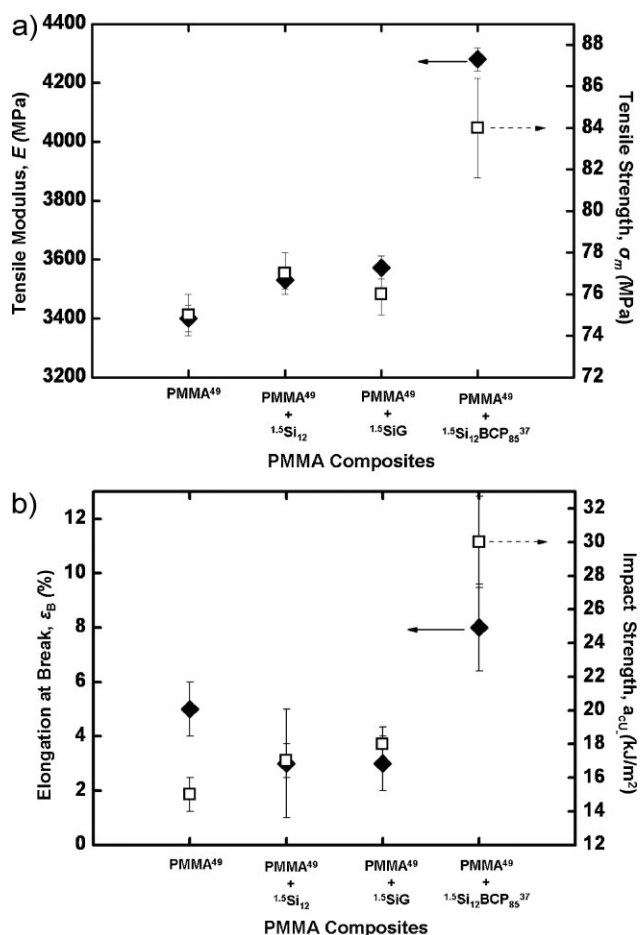 a)
Tensile Modulus, E (MPa)
4400
4200
4000
3800
3600
3400
3200
88
86
84
82
80
78
76
74
72
Tensile Strength, σm (MPa)
PMMA⁴⁹
PMMA⁴⁹
+
¹·⁵Si₁₂
PMMA⁴⁹
+
¹·⁵SiG
PMMA⁴⁹
+
¹·⁵Si₁₂BCP₈₅³⁷
PMMA Composites
b)
Elongation at Break, εB (%)
12
10
8
6
4
2
0
32
30
28
26
24
22
20
18
16
14
12
Impact Strength, acU (kJ/m²)
PMMA⁴⁹
PMMA⁴⁹
+
¹·⁵Si₁₂
PMMA⁴⁹
+
¹·⁵SiG
PMMA⁴⁹
+
¹·⁵Si₁₂BCP₈₅³⁷
PMMA Composites